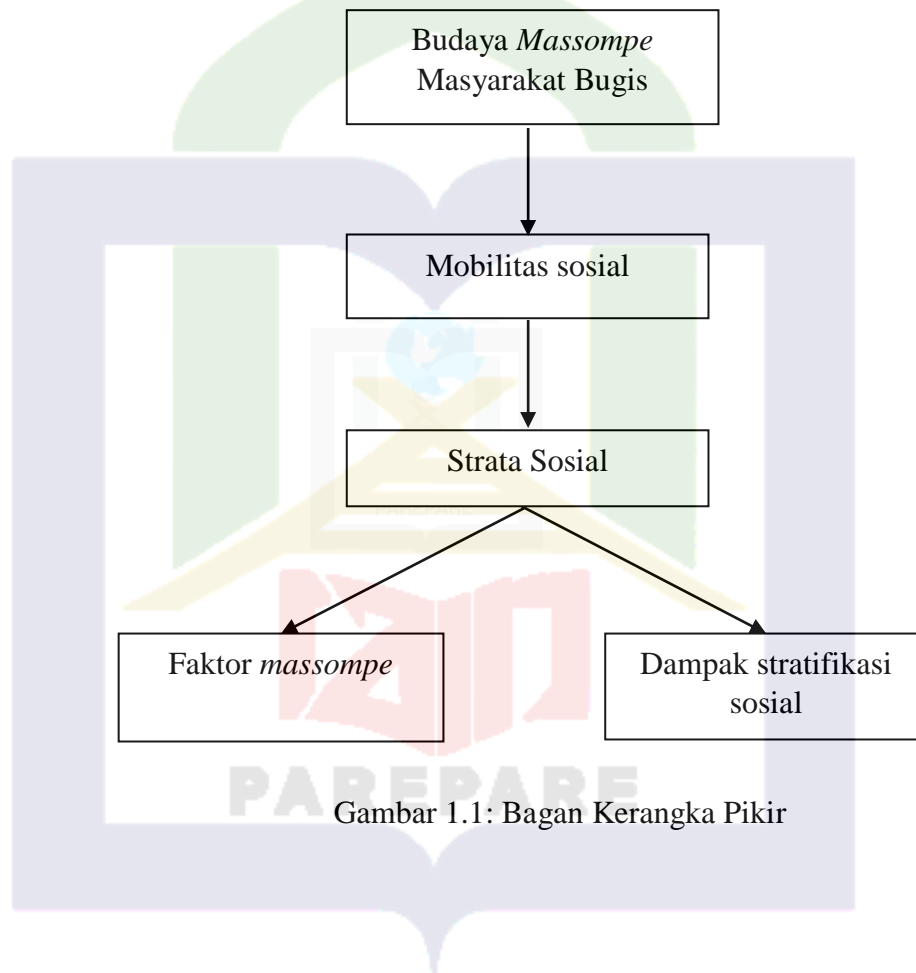 Budaya Massompe
Masyarakat Bugis
Mobilitas sosial
Strata Sosial
PAREPARE
Faktor massompe
Dampak stratifikasi
sosial
PAREPARE
Gambar 1.1: Bagan Kerangka Pikir